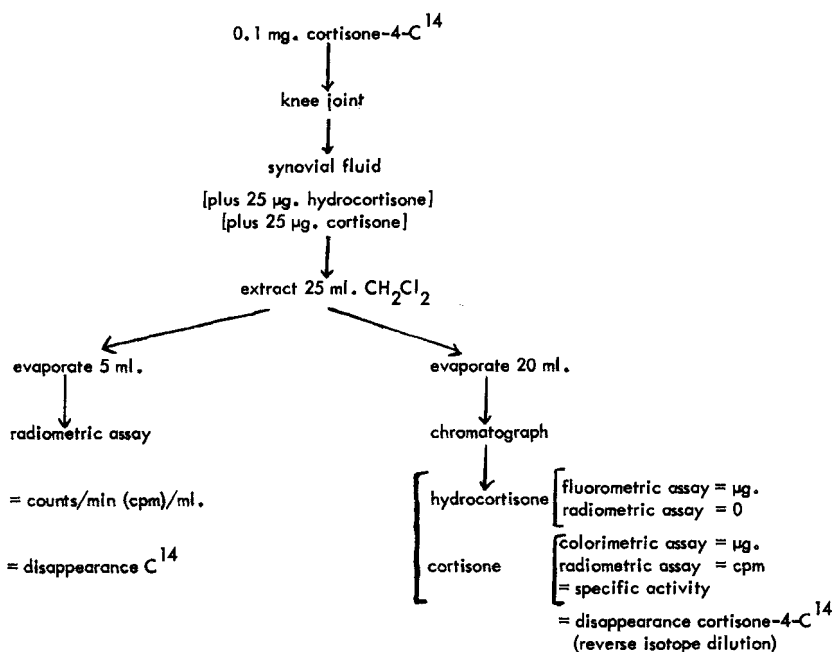 0.1 mg. cortisone-4-C14
knee joint
synovial fluid
[plus 25 µg. hydrocortisone]
[plus 25 µg. cortisone]
extract 25 ml. CH2Cl2
evaporate 5 ml.
radiometric assay
= counts/min (cpm)/ml.
= disappearance C14
evaporate 20 ml.
chromatograph
hydrocortisone
fluorometric assay = µg.
radiometric assay = 0
cortisone
colorimetric assay = µg.
radiometric assay = cpm
= specific activity
= disappearance cortisone-4-C14
(reverse isotope dilution)